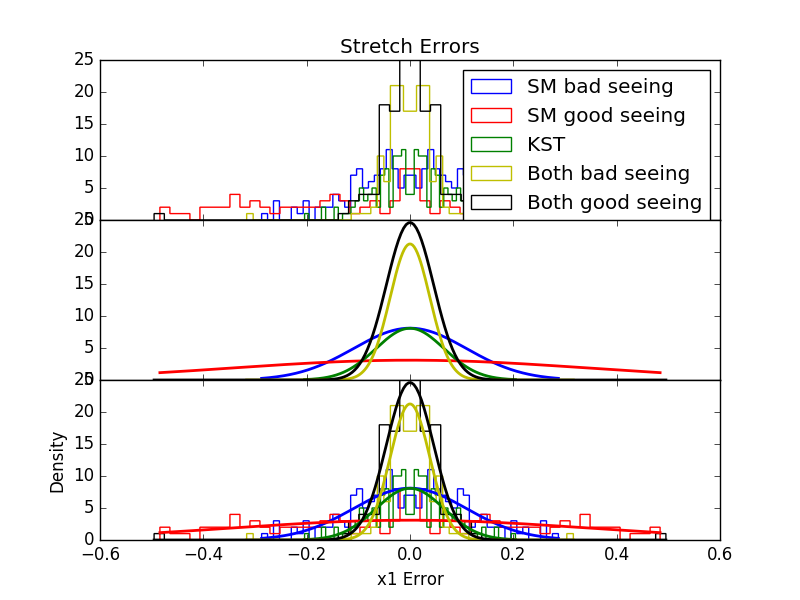 Stretch Errors
25
20
15
10
5
0
SM bad seeing
SM good seeing
KST
Both bad seeing
Both good seeing
25
20
15
10
5
0
25
20
15
10
5
0
Density
−0.6 −0.4 −0.2 0.0 0.2 0.4 0.6
x1 Error